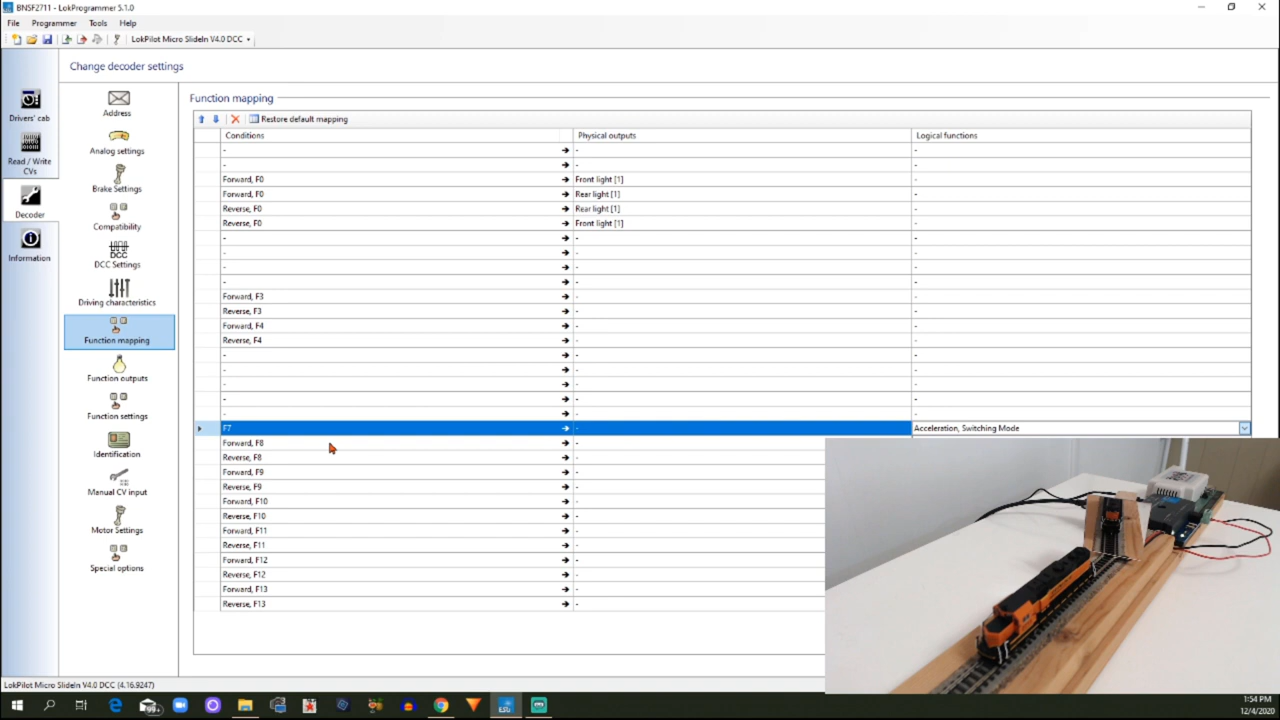 BNSF2711 - LokProgrammer 5.1.0
File Programmer Tools Help
LokPilot Micro SlideIn V4.0 DCC
Change decoder settings
Drivers' cab
Read / Write
CVs
Decoder
Information
Address
Analog settings
Brake Settings
Compatibility
DCC Settings
Driving characteristics
Function mapping
Function outputs
Function settings
Identification
Manual CV input
Motor Settings
Special options
Function mapping
Restore default mapping
Conditions Physical outputs Logical functions
- → - -
- → - -
Forward, F0 → Front light [1] -
Forward, F0 → Rear light [1] -
Reverse, F0 → Rear light [1] -
Reverse, F0 → Front light [1] -
- → - -
- → - -
- → - -
- → - -
Forward, F3 → - -
Reverse, F3 → - -
Forward, F4 → - -
Reverse, F4 → - -
- → - -
- → - -
- → - -
- → - -
- → - -
F7 → - Acceleration, Switching Mode
Forward, F8 → -
Reverse, F8 → -
Forward, F9 → -
Reverse, F9 → -
Forward, F10 → -
Reverse, F10 → -
Forward, F11 → -
Reverse, F11 → -
Forward, F12 → -
Reverse, F12 → -
Forward, F13 → -
Reverse, F13 → -
LokPilot Micro SlideIn V4.0 DCC (4.16.9247)
99+
1:54 PM
12/4/2020